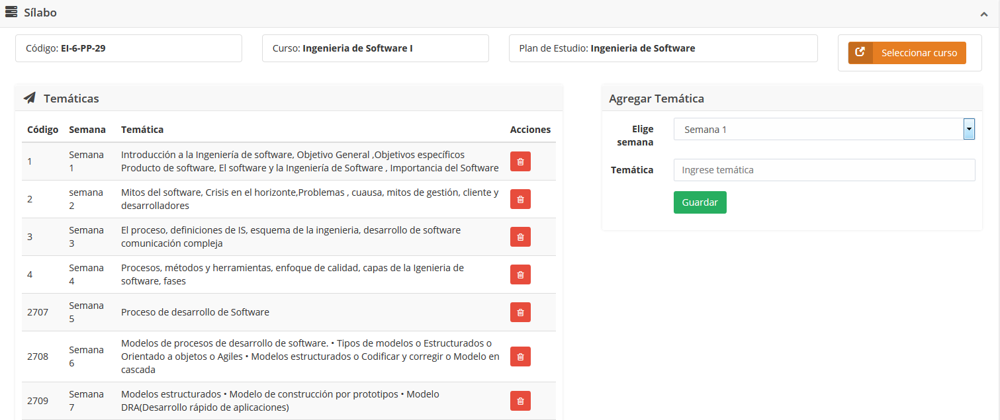 Sílabo
Código: EI-6-PP-29
Curso: Ingenieria de Software I
Plan de Estudio: Ingenieria de Software
Seleccionar curso
Temáticas
Código Semana Temática Acciones
1
Semana
1
Introducción a la Ingeniería de software, Objetivo General ,Objetivos específicos
Producto de software, El software y la Ingeniería de Software , Importancia del Software
2
semana
2
Mitos del software, Crisis en el horizonte,Problemas , cuausa, mitos de gestión, cliente y
desarrolladores
3
Semana
3
El proceso, definiciones de IS, esquema de la ingenieria, desarrollo de software
comunicación compleja
4
Semana
4
Procesos, métodos y herramientas, enfoque de calidad, capas de la Igenieria de
software, fases
2707
Semana
5
Proceso de desarrollo de Software
2708
Semana
6
Modelos de procesos de desarrollo de software. • Tipos de modelos o Estructurados o
Orientado a objetos o Agiles • Modelos estructurados o Codificar y corregir o Modelo en
cascada
2709
Semana
7
Modelos estructurados • Modelo de construcción por prototipos • Modelo
DRA(Desarrollo rápido de aplicaciones)
Agregar Temática
Elige
semana
Semana 1
Temática
Ingrese temática
Guardar